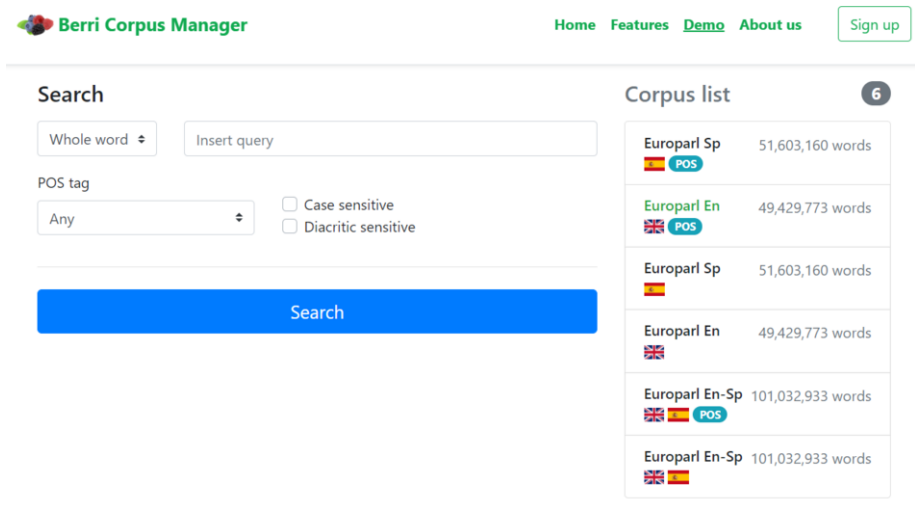 Berri Corpus Manager
Home Features Demo About us Sign up
Search
Whole word Insert query
POS tag
Any
Case sensitive
Diacritic sensitive
Search
Corpus list 6
Europarl Sp 51,603,160 words
POS
Europarl En 49,429,773 words
POS
Europarl Sp 51,603,160 words
Europarl En 49,429,773 words
Europarl En-Sp 101,032,933 words
POS
Europarl En-Sp 101,032,933 words